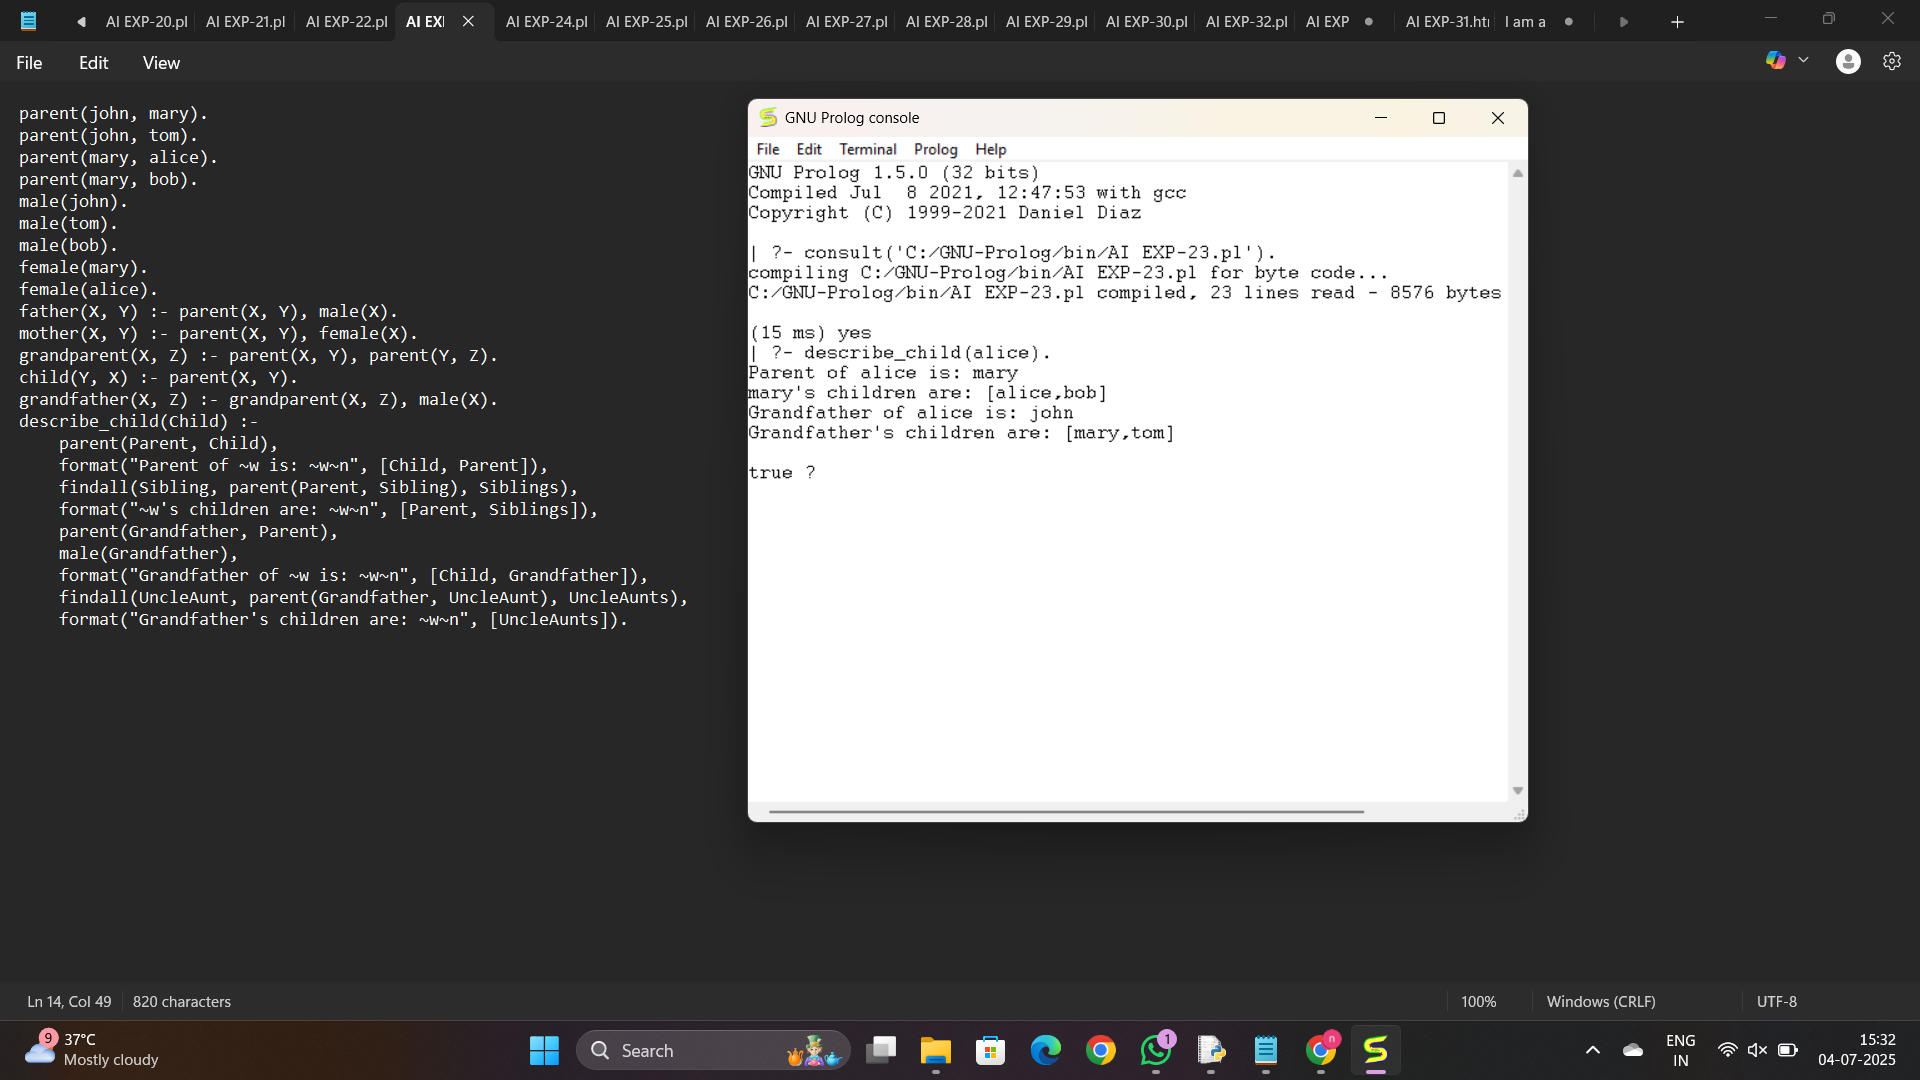 AI EXP-20.pl
AI EXP-21.pl
AI EXP-22.pl
AI EXP-24.pl
AI EXP-25.pl
AI EXP-26.pl
AI EXP-27.pl
AI EXP-28.pl
AI EXP-29.pl
AI EXP-30.pl
AI EXP-32.pl
AI EXP
AI EXP-31.
I am a
File
Edit
View
parent(john, mary).
parent(john, tom).
parent(mary, alice).
parent(mary, bob).
male(john).
male(tom).
male(bob).
female(mary).
female(alice).
father(X, Y) :- parent(X, Y), male(X).
mother(X, Y) :- parent(X, Y), female(X).
grandparent(X, Z) :- parent(X, Y), parent(Y, Z).
child(Y, X) :- parent(X, Y).
grandfather(X, Z) :- grandparent(X, Z), male(X).
describe_child(Child) :-
    parent(Parent, Child),
    format("Parent of ~w is: ~w~n", [Child, Parent]),
    findall(Sibling, parent(Parent, Sibling), Siblings),
    format("~w's children are: ~w~n", [Parent, Siblings]),
    parent(Grandfather, Parent),
    male(Grandfather),
    format("Grandfather of ~w is: ~w~n", [Child, Grandfather]),
    findall(UncleAunt, parent(Grandfather, UncleAunt), UncleAunts),
    format("Grandfather's children are: ~w~n", [UncleAunts]).
GNU Prolog console
File Edit Terminal Prolog Help
GNU Prolog 1.5.0 (32 bits)
Compiled Jul  8 2021, 12:47:53 with gcc
Copyright (C) 1999-2021 Daniel Diaz
| ?- consult('C:/GNU-Prolog/bin/AI EXP-23.pl').
compiling C:/GNU-Prolog/bin/AI EXP-23.pl for byte code...
C:/GNU-Prolog/bin/AI EXP-23.pl compiled, 23 lines read - 8576 bytes
(15 ms) yes
| ?- describe_child(alice).
Parent of alice is: mary
mary's children are: [alice,bob]
Grandfather of alice is: john
Grandfather's children are: [mary,tom]
true ?
Ln 14, Col 49
820 characters
100%
Windows (CRLF)
UTF-8
9
37°C
Mostly cloudy
Search
1
n
ENG
IN
15:32
04-07-2025